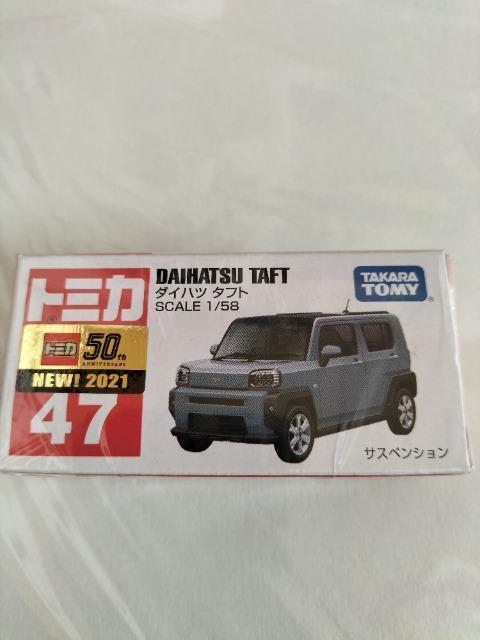 トミカ
トミカ 50th
ANNIVERSARY
NEW! 2021
47
DAIHATSU TAFT
ダイハツ タフト
SCALE 1/58
TAKARA
TOMY
サスペンション